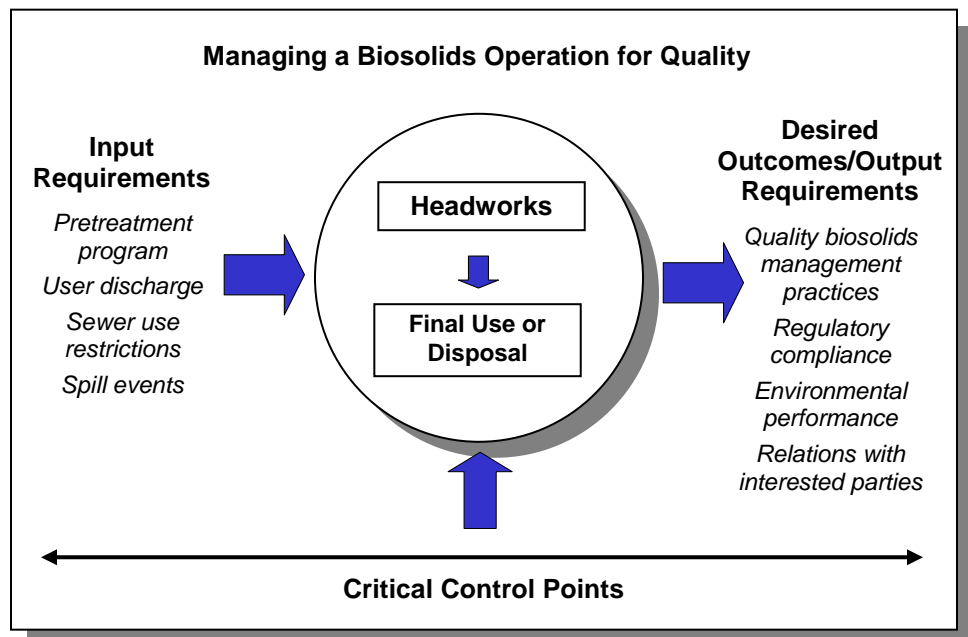 Managing a Biosolids Operation for Quality
Input
Requirements
Pretreatment
program
User discharge
Sewer use
restrictions
Spill events
Headworks
Final Use or
Disposal
Desired
Outcomes/Output
Requirements
Quality biosolids
management
practices
Regulatory
compliance
Environmental
performance
Relations with
interested parties
Critical Control Points